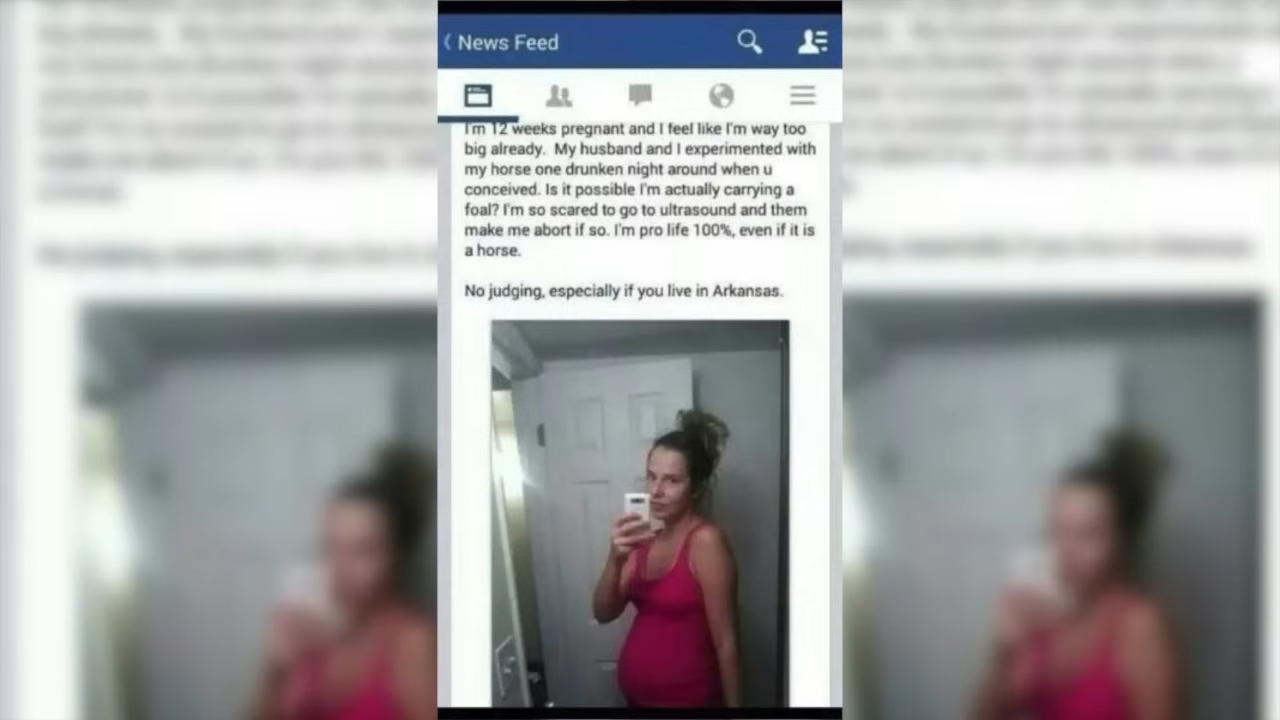 News Feed
I'm 12 weeks pregnant and I feel like I'm way too
big already. My husband and I experimented with
my horse one drunken night around when u
conceived. Is it possible I'm actually carrying a
foal? I'm so scared to go to ultrasound and them
make me abort if so. I'm pro life 100%, even if it is
a horse.
No judging, especially if you live in Arkansas.